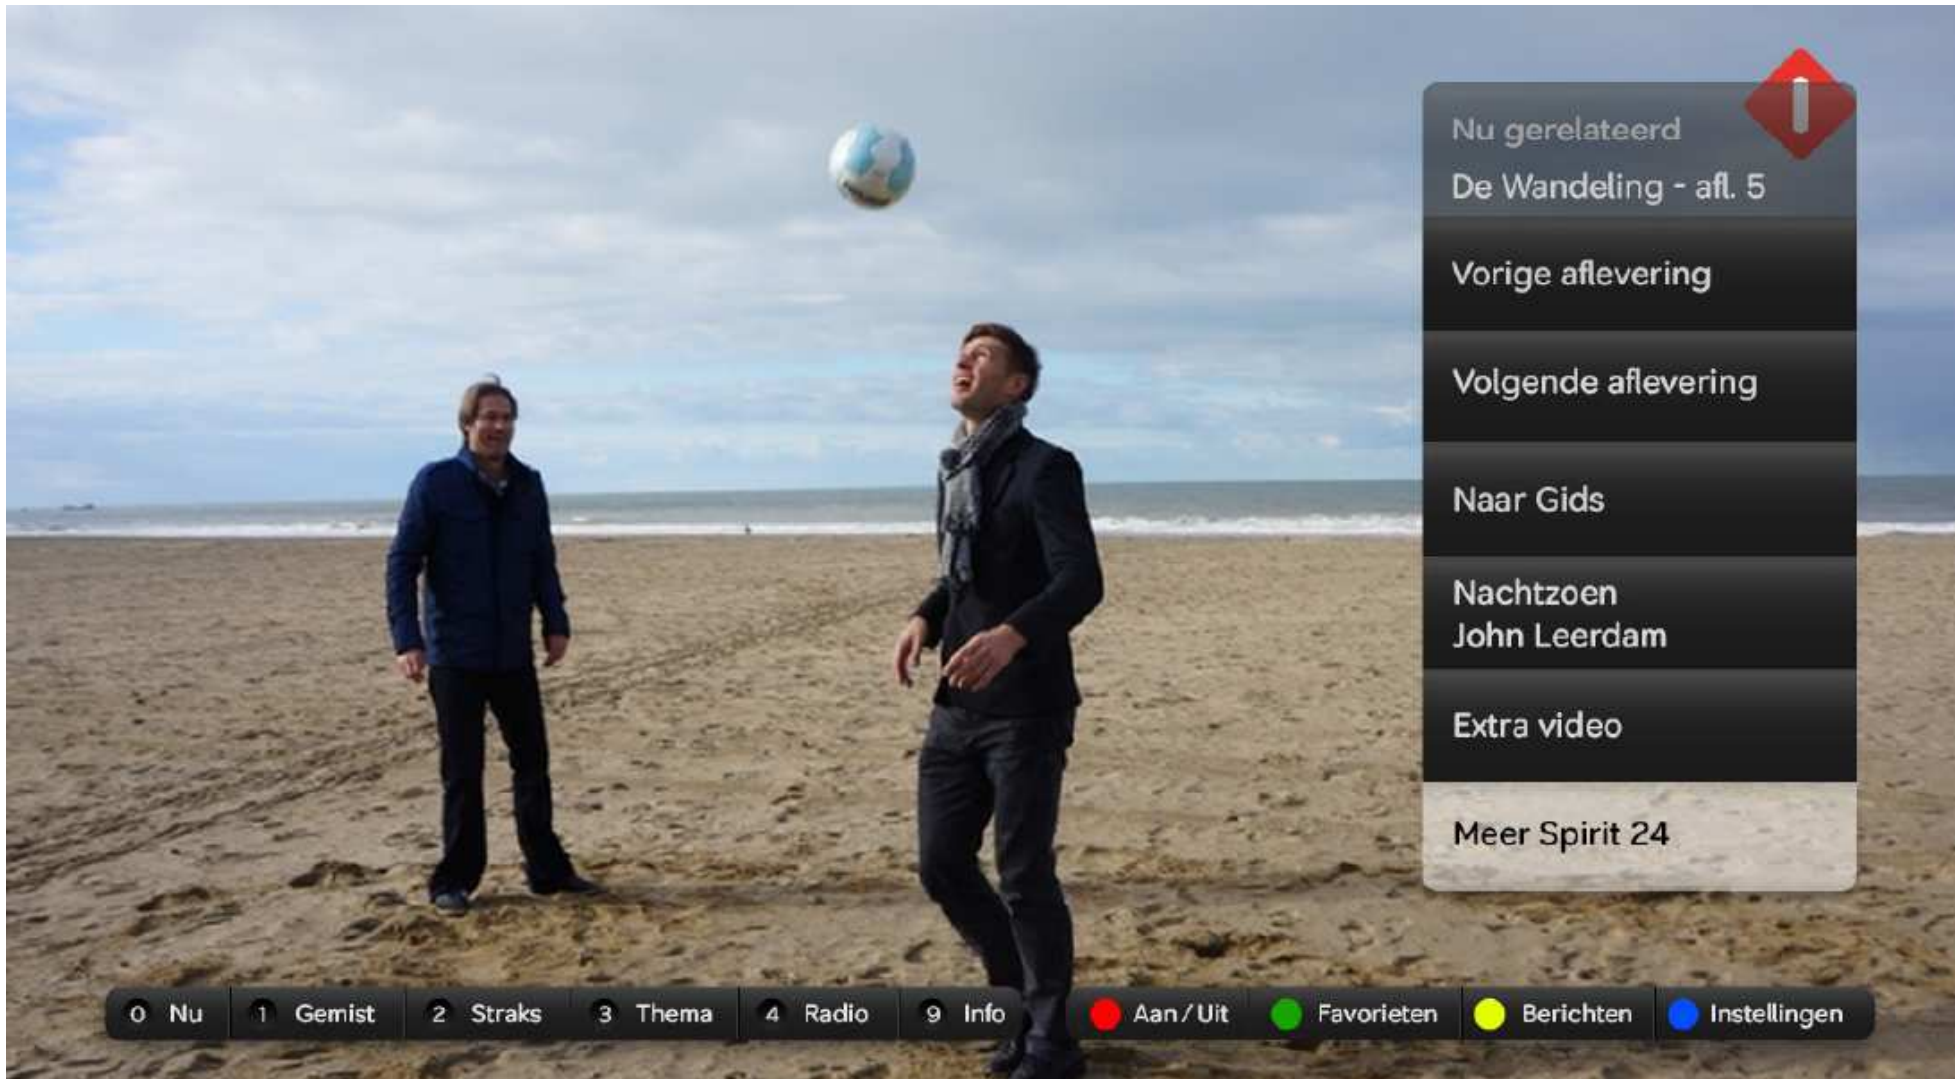 Nu gerelateerd
De Wandeling - afl. 5
Vorige aflevering
Volgende aflevering
Naar Gids
Nachtzoen
John Leerdam
Extra video
Meer Spirit 24
0 Nu 1 Gemist 2 Straks 3 Thema 4 Radio 9 Info Aan / Uit Favorieten Berichten Instellingen